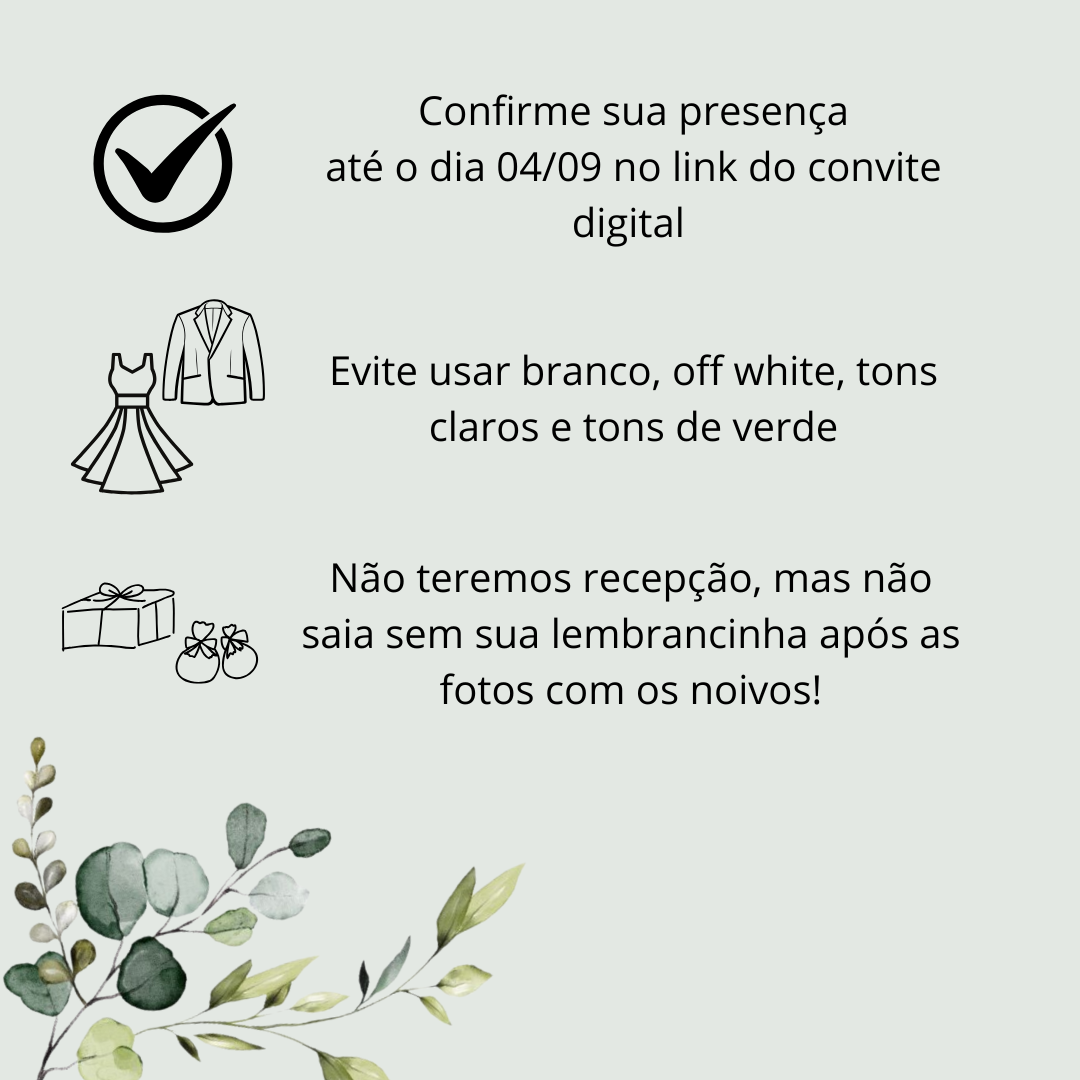 Confirme sua presença
até o dia 04/09 no link do convite
digital
Evite usar branco, off white, tons
claros e tons de verde
Não teremos recepção, mas não
saia sem sua lembrancinha após as
fotos com os noivos!